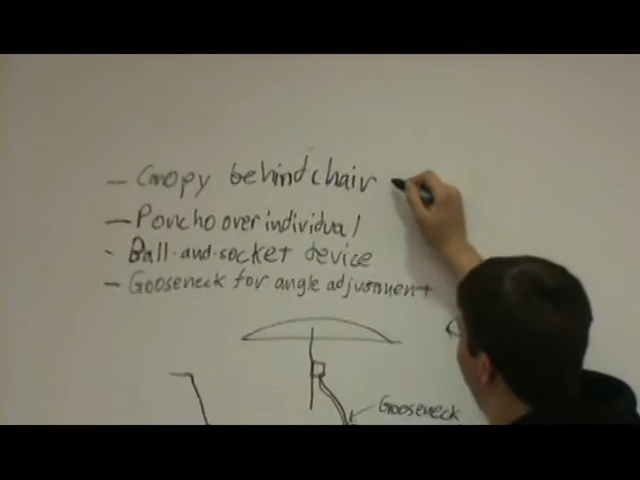 — Canopy behind chair
— Poncho over individual
- Ball-and-socket device
— Gooseneck for angle adjustment
Gooseneck